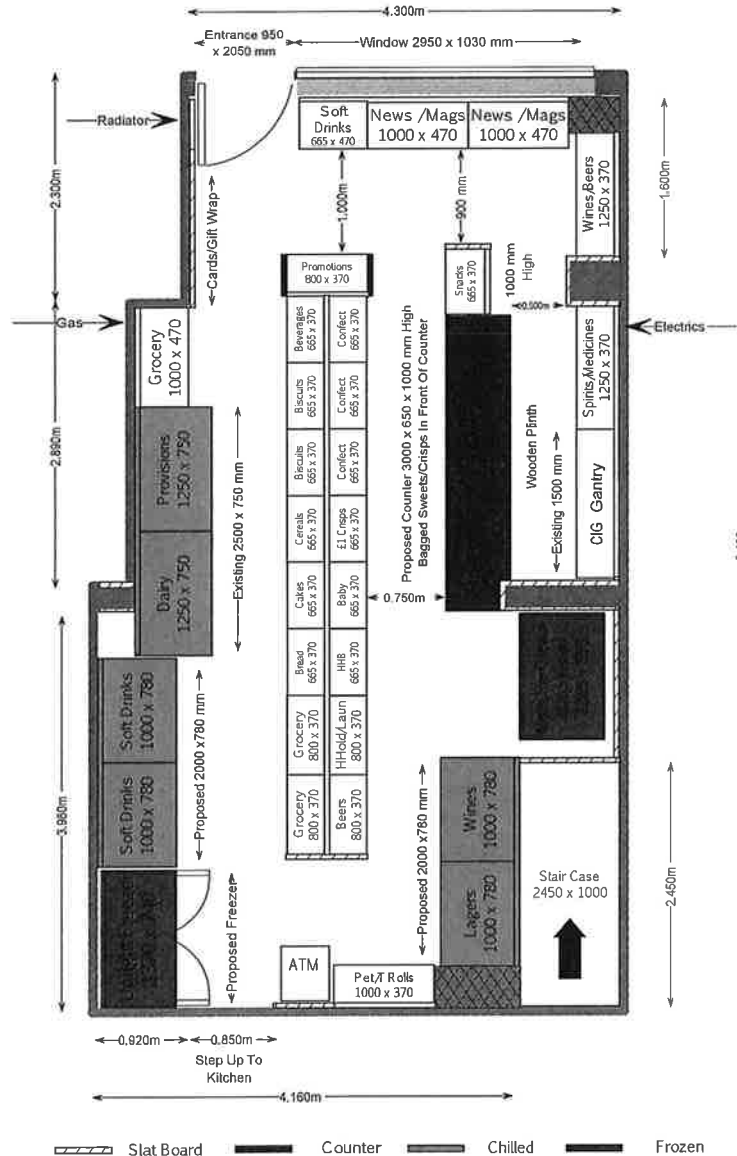 4.300m
Entrance 950
x 2050 mm
Window 2950 x 1030 mm
Radiator
Soft
Drinks
665 x 470
News /Mags
1000 x 470
News /Mags
1000 x 470
2.300m
Cards/Gift Wrap
1.000m
900 mm
Wines/Beers
1250 x 370
1.600m
Promotions
800 x 370
Snacks
665 x 370
1000 mm
High
0.500m
Gas
Electrics
Grocery
1000 x 470
Beverages
665 x 370
Confect
665 x 370
Spirits/Medicines
1250 x 370
Biscuits
665 x 370
Confect
665 x 370
Proposed Counter 3000 x 650 x 1000 mm High
Bagged Sweets/Crisps In Front Of Counter
2.890m
Provisions
1250 x 750
Existing 2500 x 750 mm
Biscuits
665 x 370
Confect
665 x 370
Wooden Plinth
Existing 1500 mm
CIG Gantry
Cereals
665 x 370
£1 Crisps
665 x 370
Dairy
1250 x 750
Cakes
665 x 370
Baby
665 x 370
0.750m
Bread
665 x 370
HHB
665 x 370
Soft Drinks
1000 x 780
Proposed 2000 x780 mm
Grocery
800 x 370
HHold/Laun
800 x 370
Soft Drinks
1000 x 780
Grocery
800 x 370
Beers
800 x 370
Proposed 2000 x780 mm
Wines
1000 x 780
Stair Case
2450 x 1000
2.450m
Proposed Freezer
Lagers
1000 x 780
ATM
Pet/T Rolls
1000 x 370
0.920m
0.850m
Step Up To
Kitchen
4.160m
Slat Board
Counter
Chilled
Frozen